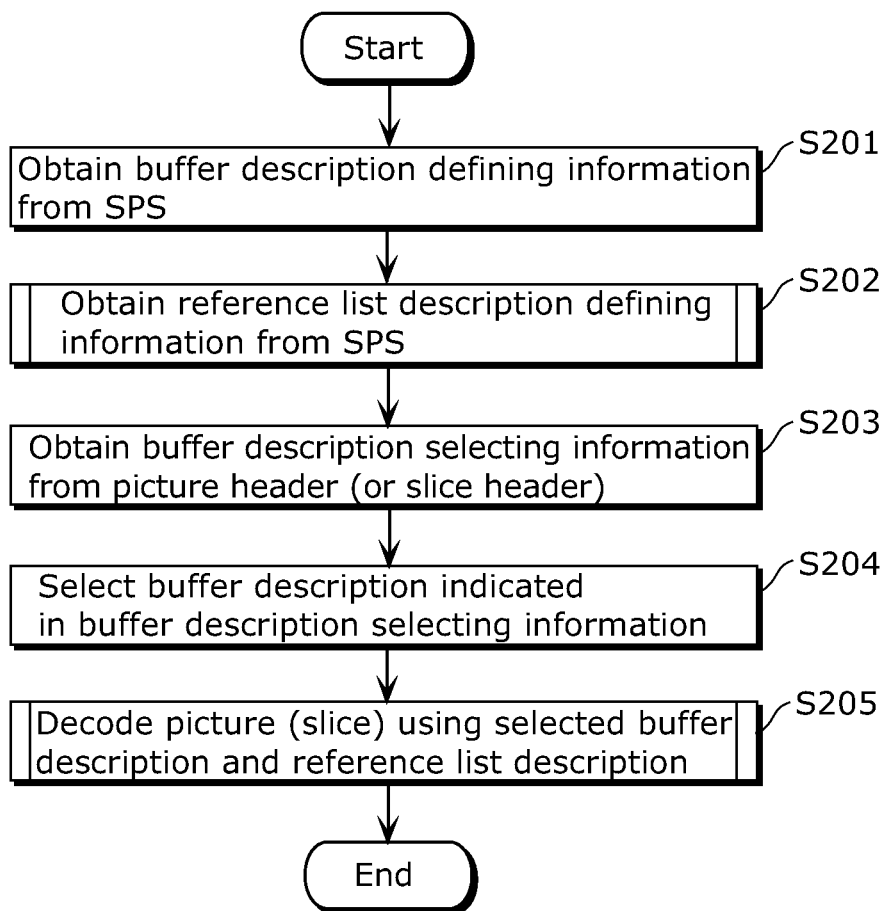 Start
S201
Obtain buffer description defining information
from SPS
S202
Obtain reference list description defining
information from SPS
S203
Obtain buffer description selecting information
from picture header (or slice header)
S204
Select buffer description indicated
in buffer description selecting information
S205
Decode picture (slice) using selected buffer
description and reference list description
End